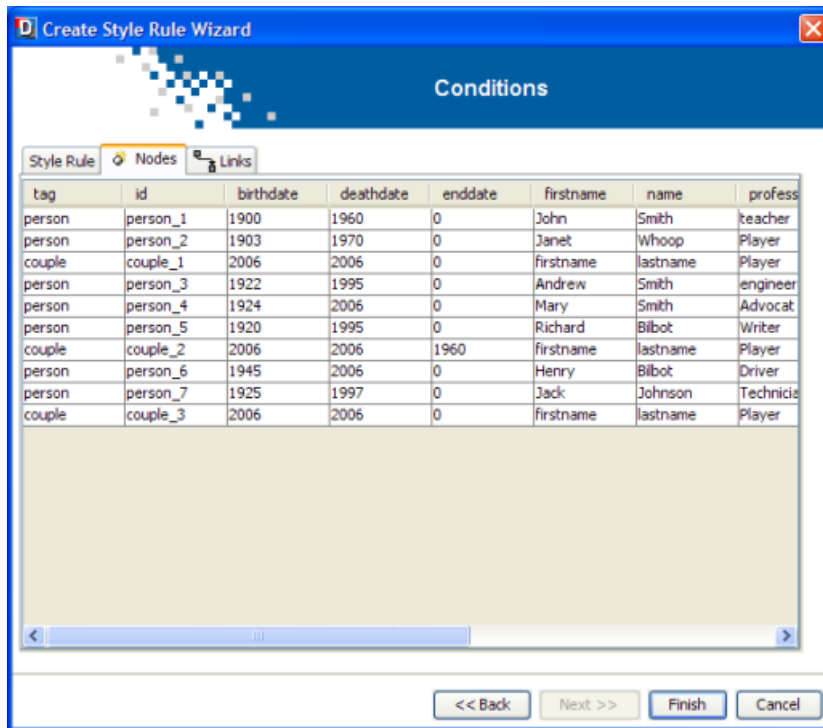 Create Style Rule Wizard
Conditions
Style Rule Nodes Links
tag id birthdate deathdate enddate firstname name profess
person person_1 1900 1960 0 John Smith teacher
person person_2 1903 1970 0 Janet Whoop Player
couple couple_1 2006 2006 0 firstname lastname Player
person person_3 1922 1995 0 Andrew Smith engineer
person person_4 1924 2006 0 Mary Smith Advocat
person person_5 1920 1995 0 Richard Bilbot Writer
couple couple_2 2006 2006 1960 firstname lastname Player
person person_6 1945 2006 0 Henry Bilbot Driver
person person_7 1925 1997 0 Jack Johnson Technicia
couple couple_3 2006 2006 0 firstname lastname Player
<< Back Next >> Finish Cancel